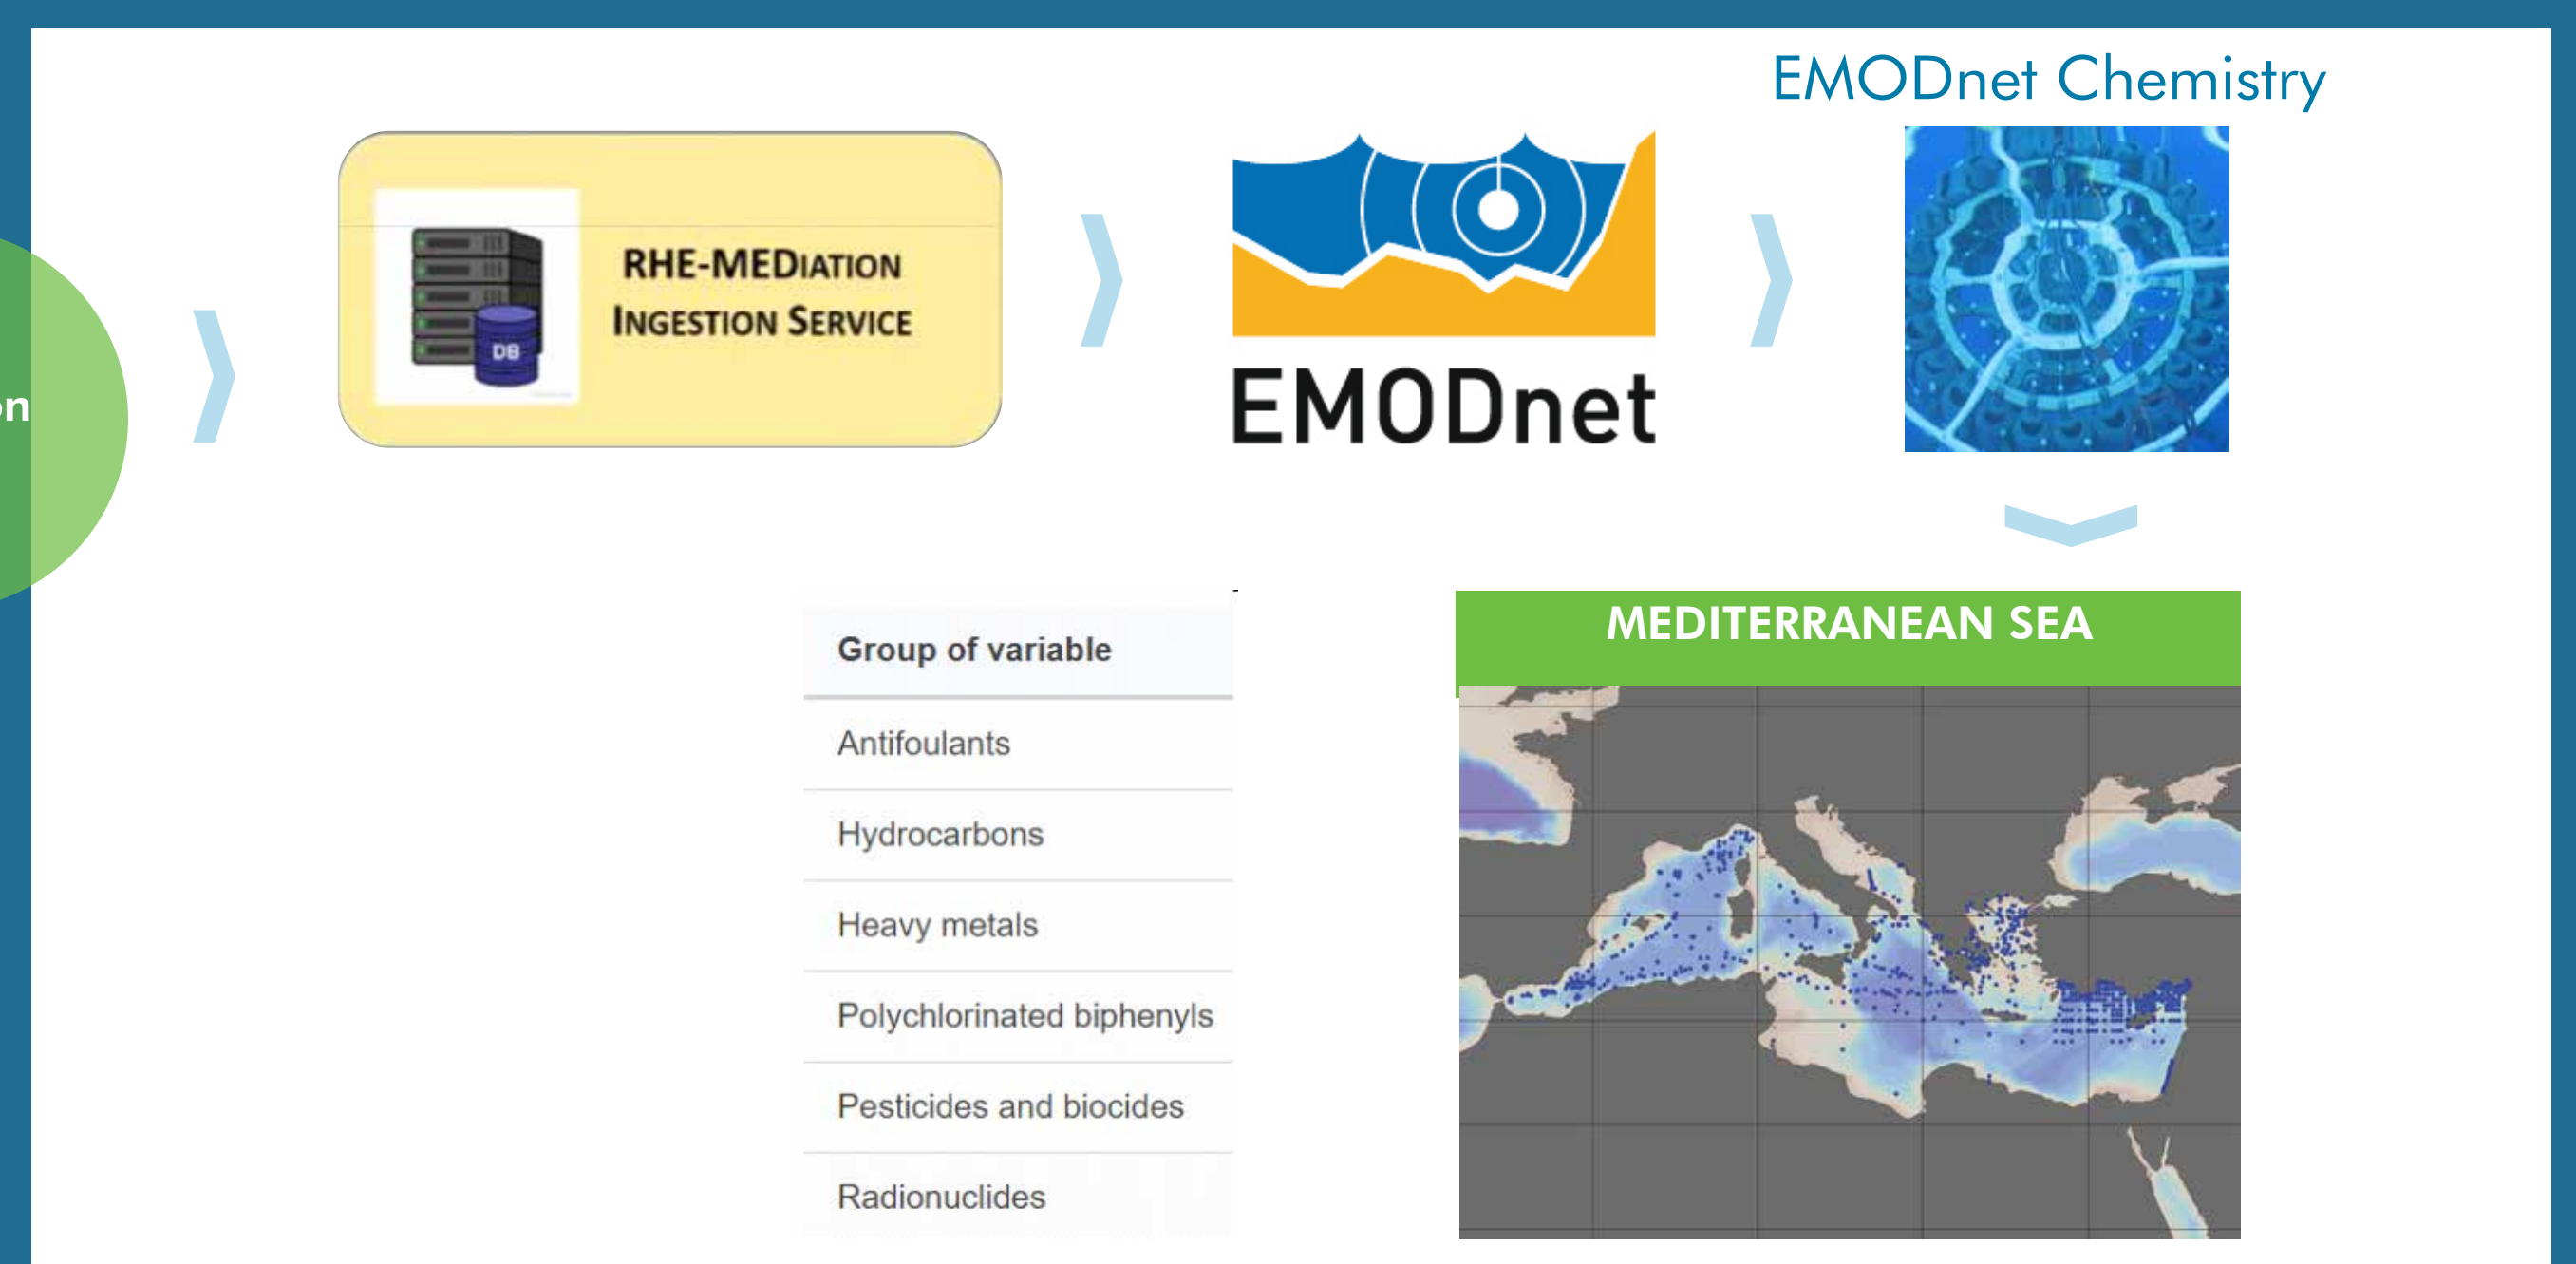 EMODnet Chemistry
on
RHE-MEDIATION
INGESTION SERVICE
DB
EMODnet
Group of variable
Antifoulants
Hydrocarbons
Heavy metals
Polychlorinated biphenyls
Pesticides and biocides
Radionuclides
MEDITERRANEAN SEA